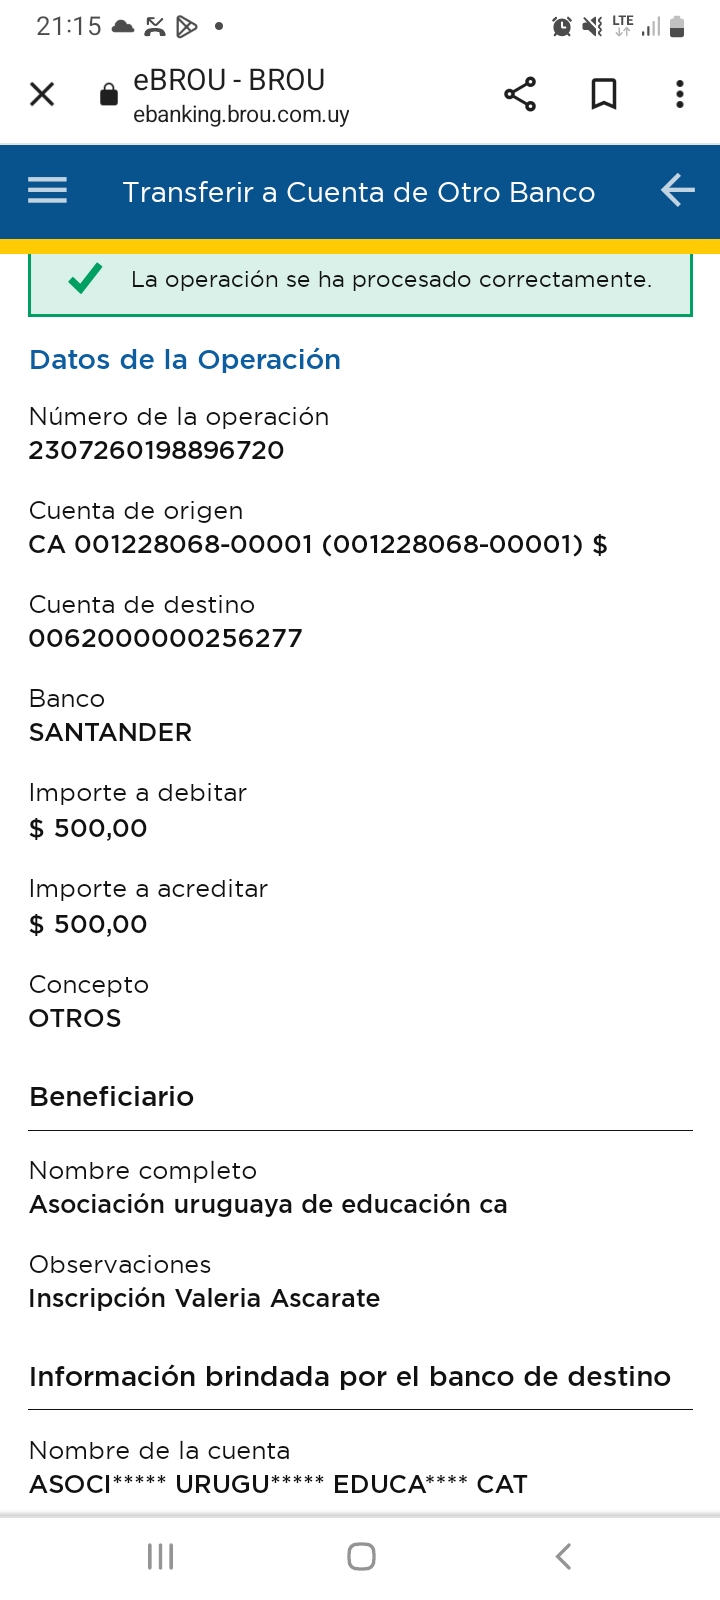 21:15
LTE
eBROU - BROU
ebanking.brou.com.uy
Transferir a Cuenta de Otro Banco
La operación se ha procesado correctamente.
Datos de la Operación
Número de la operación
2307260198896720
Cuenta de origen
CA 001228068-00001 (001228068-00001) $
Cuenta de destino
0062000000256277
Banco
SANTANDER
Importe a debitar
$ 500,00
Importe a acreditar
$ 500,00
Concepto
OTROS
Beneficiario
Nombre completo
Asociación uruguaya de educación ca
Observaciones
Inscripción Valeria Ascarate
Información brindada por el banco de destino
Nombre de la cuenta
ASOCI***** URUGU***** EDUCA**** CAT